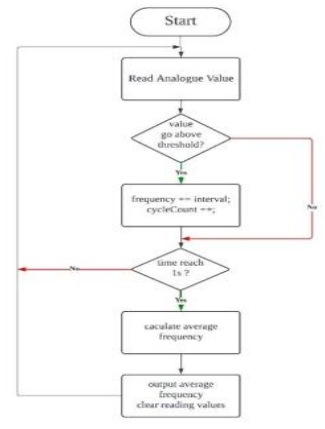 Start
Read Analogue Value
value
go above
threshold?
Yes
No
frequency += interval;
cycleCount ++;
time reach
1s ?
No
Yes
caculate average
frequency
output average
frequency
clear reading values